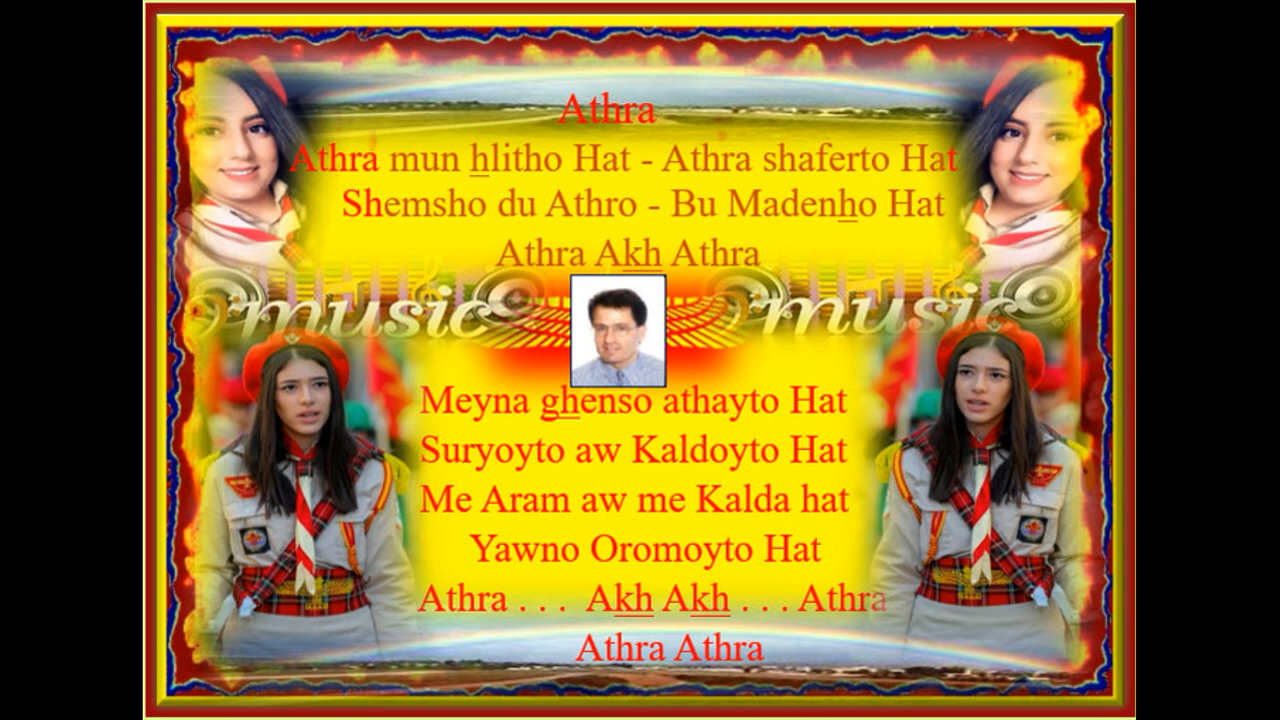 Athra
Athra mun hlitho Hat - Athra shaferto Hat
Shemsho du Athro - Bu Madenho Hat
Athra Akh Athra
music music
Meyna ghenso athayto Hat
Suryoyto aw Kaldoyto Hat
Me Aram aw me Kalda hat
Yawno Oromoyto Hat
Athra . . . Akh Akh . . . Athra
Athra Athra